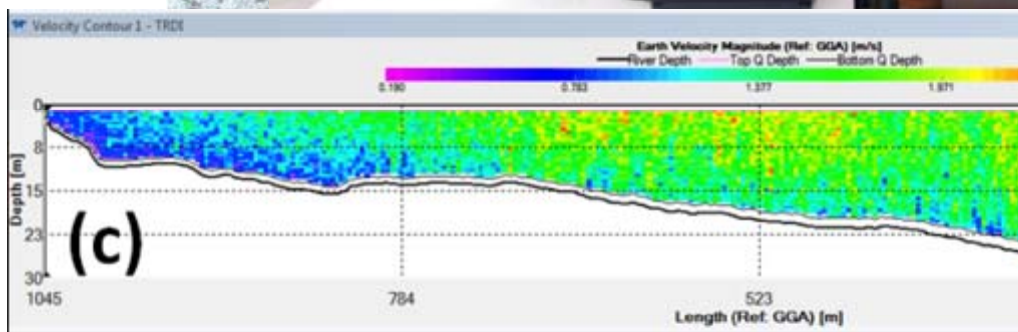 Velocity Contour 1 - TRDI
Earth Velocity Magnitude (Ref: GGA) [m/s]
River Depth Top Q Depth Bottom Q Depth
0.190 0.783 1.377 1.971
0
8
15
23
30
Depth [m]
(c)
1045 784 523
Length (Ref: GGA) [m]